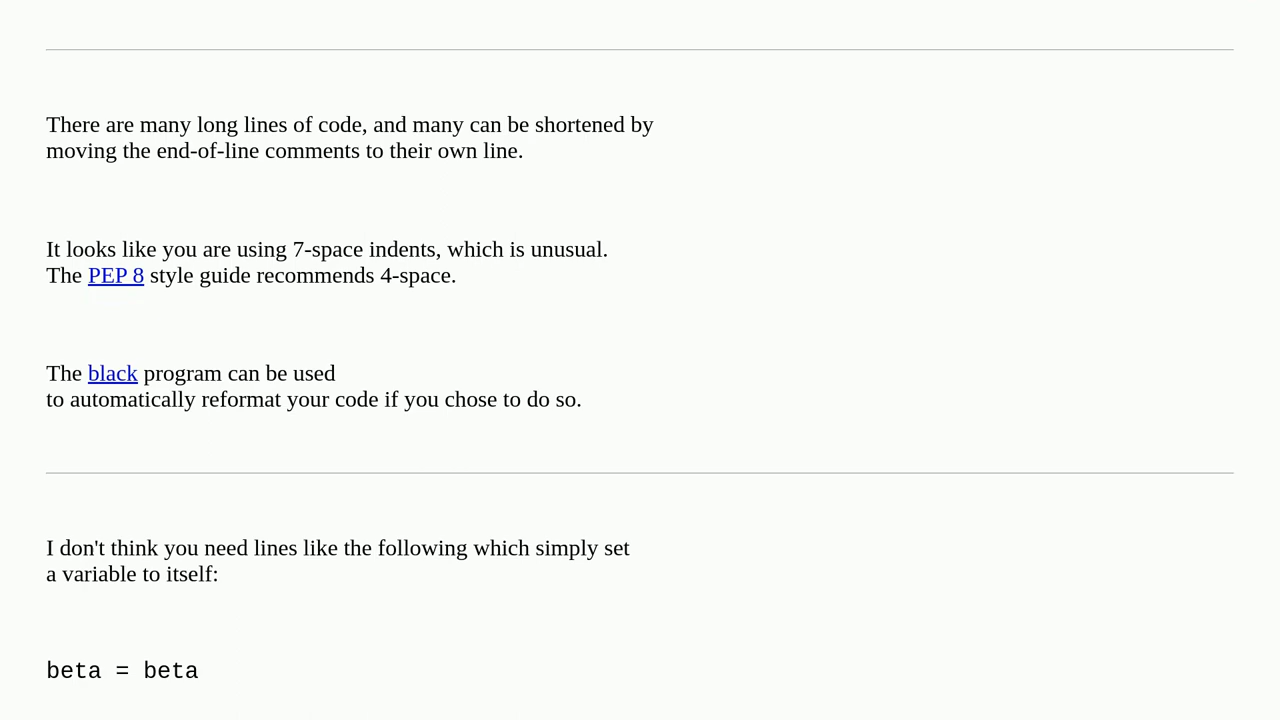 There are many long lines of code, and many can be shortened by
moving the end-of-line comments to their own line.
It looks like you are using 7-space indents, which is unusual.
The PEP 8 style guide recommends 4-space.
The black program can be used
to automatically reformat your code if you chose to do so.
I don't think you need lines like the following which simply set
a variable to itself:
beta = beta